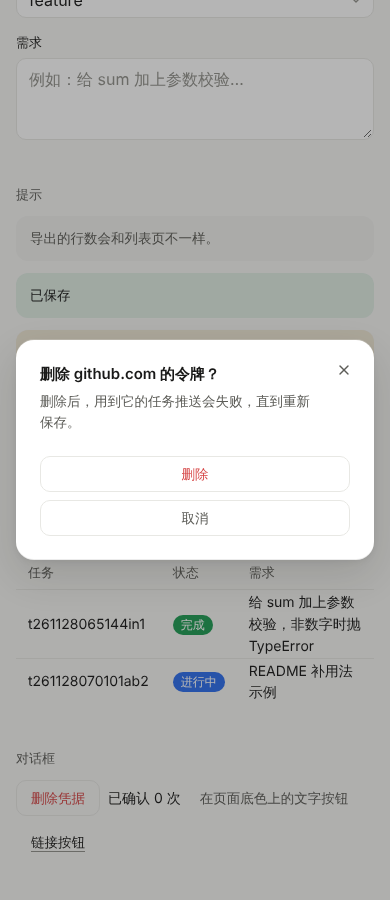 feature
需求
例如：给 sum 加上参数校验...
提示
导出的行数会和列表页不一样。
已保存
删除 github.com 的令牌？
删除后，用到它的任务推送会失败，直到重新
保存。
删除
取消
任务 状态 需求
t261128065144in1 完成 给 sum 加上参数
校验，非数字时抛
TypeError
t261128070101ab2 进行中 README 补用法
示例
对话框
删除凭据 已确认 0 次 在页面底色上的文字按钮
链接按钮